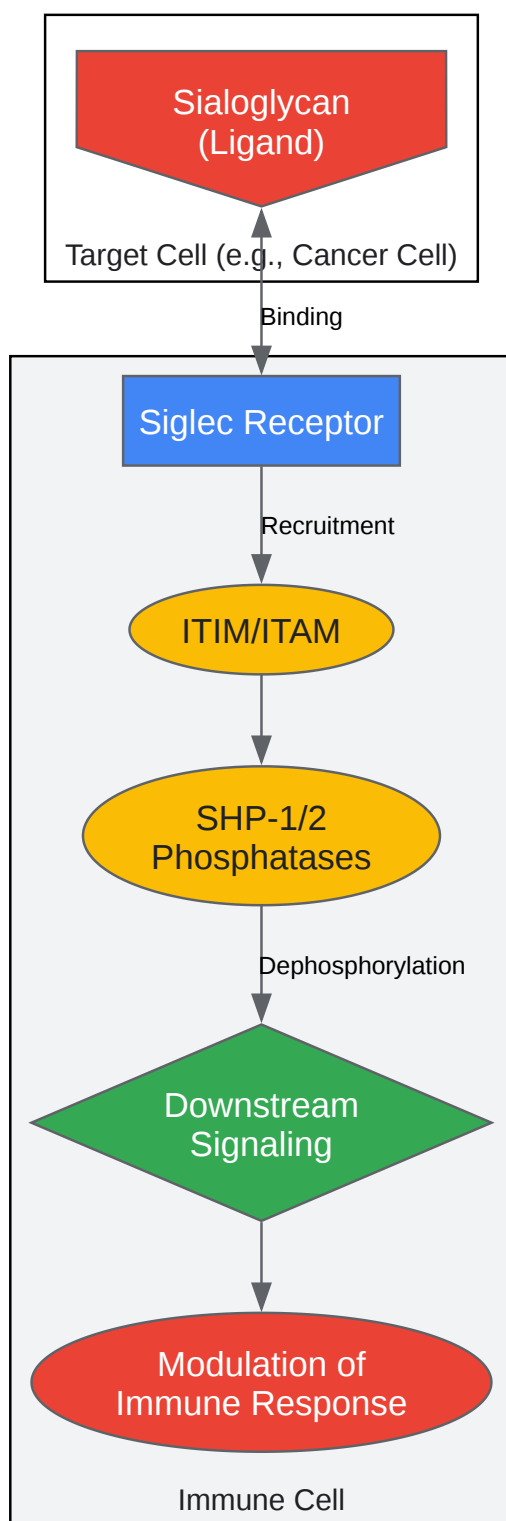 Sialoglycan
(Ligand)
Target Cell (e.g., Cancer Cell)
Binding
Siglec Receptor
Recruitment
ITIM/ITAM
SHP-1/2
Phosphatases
Dephosphorylation
Downstream
Signaling
Modulation of
Immune Response
Immune Cell